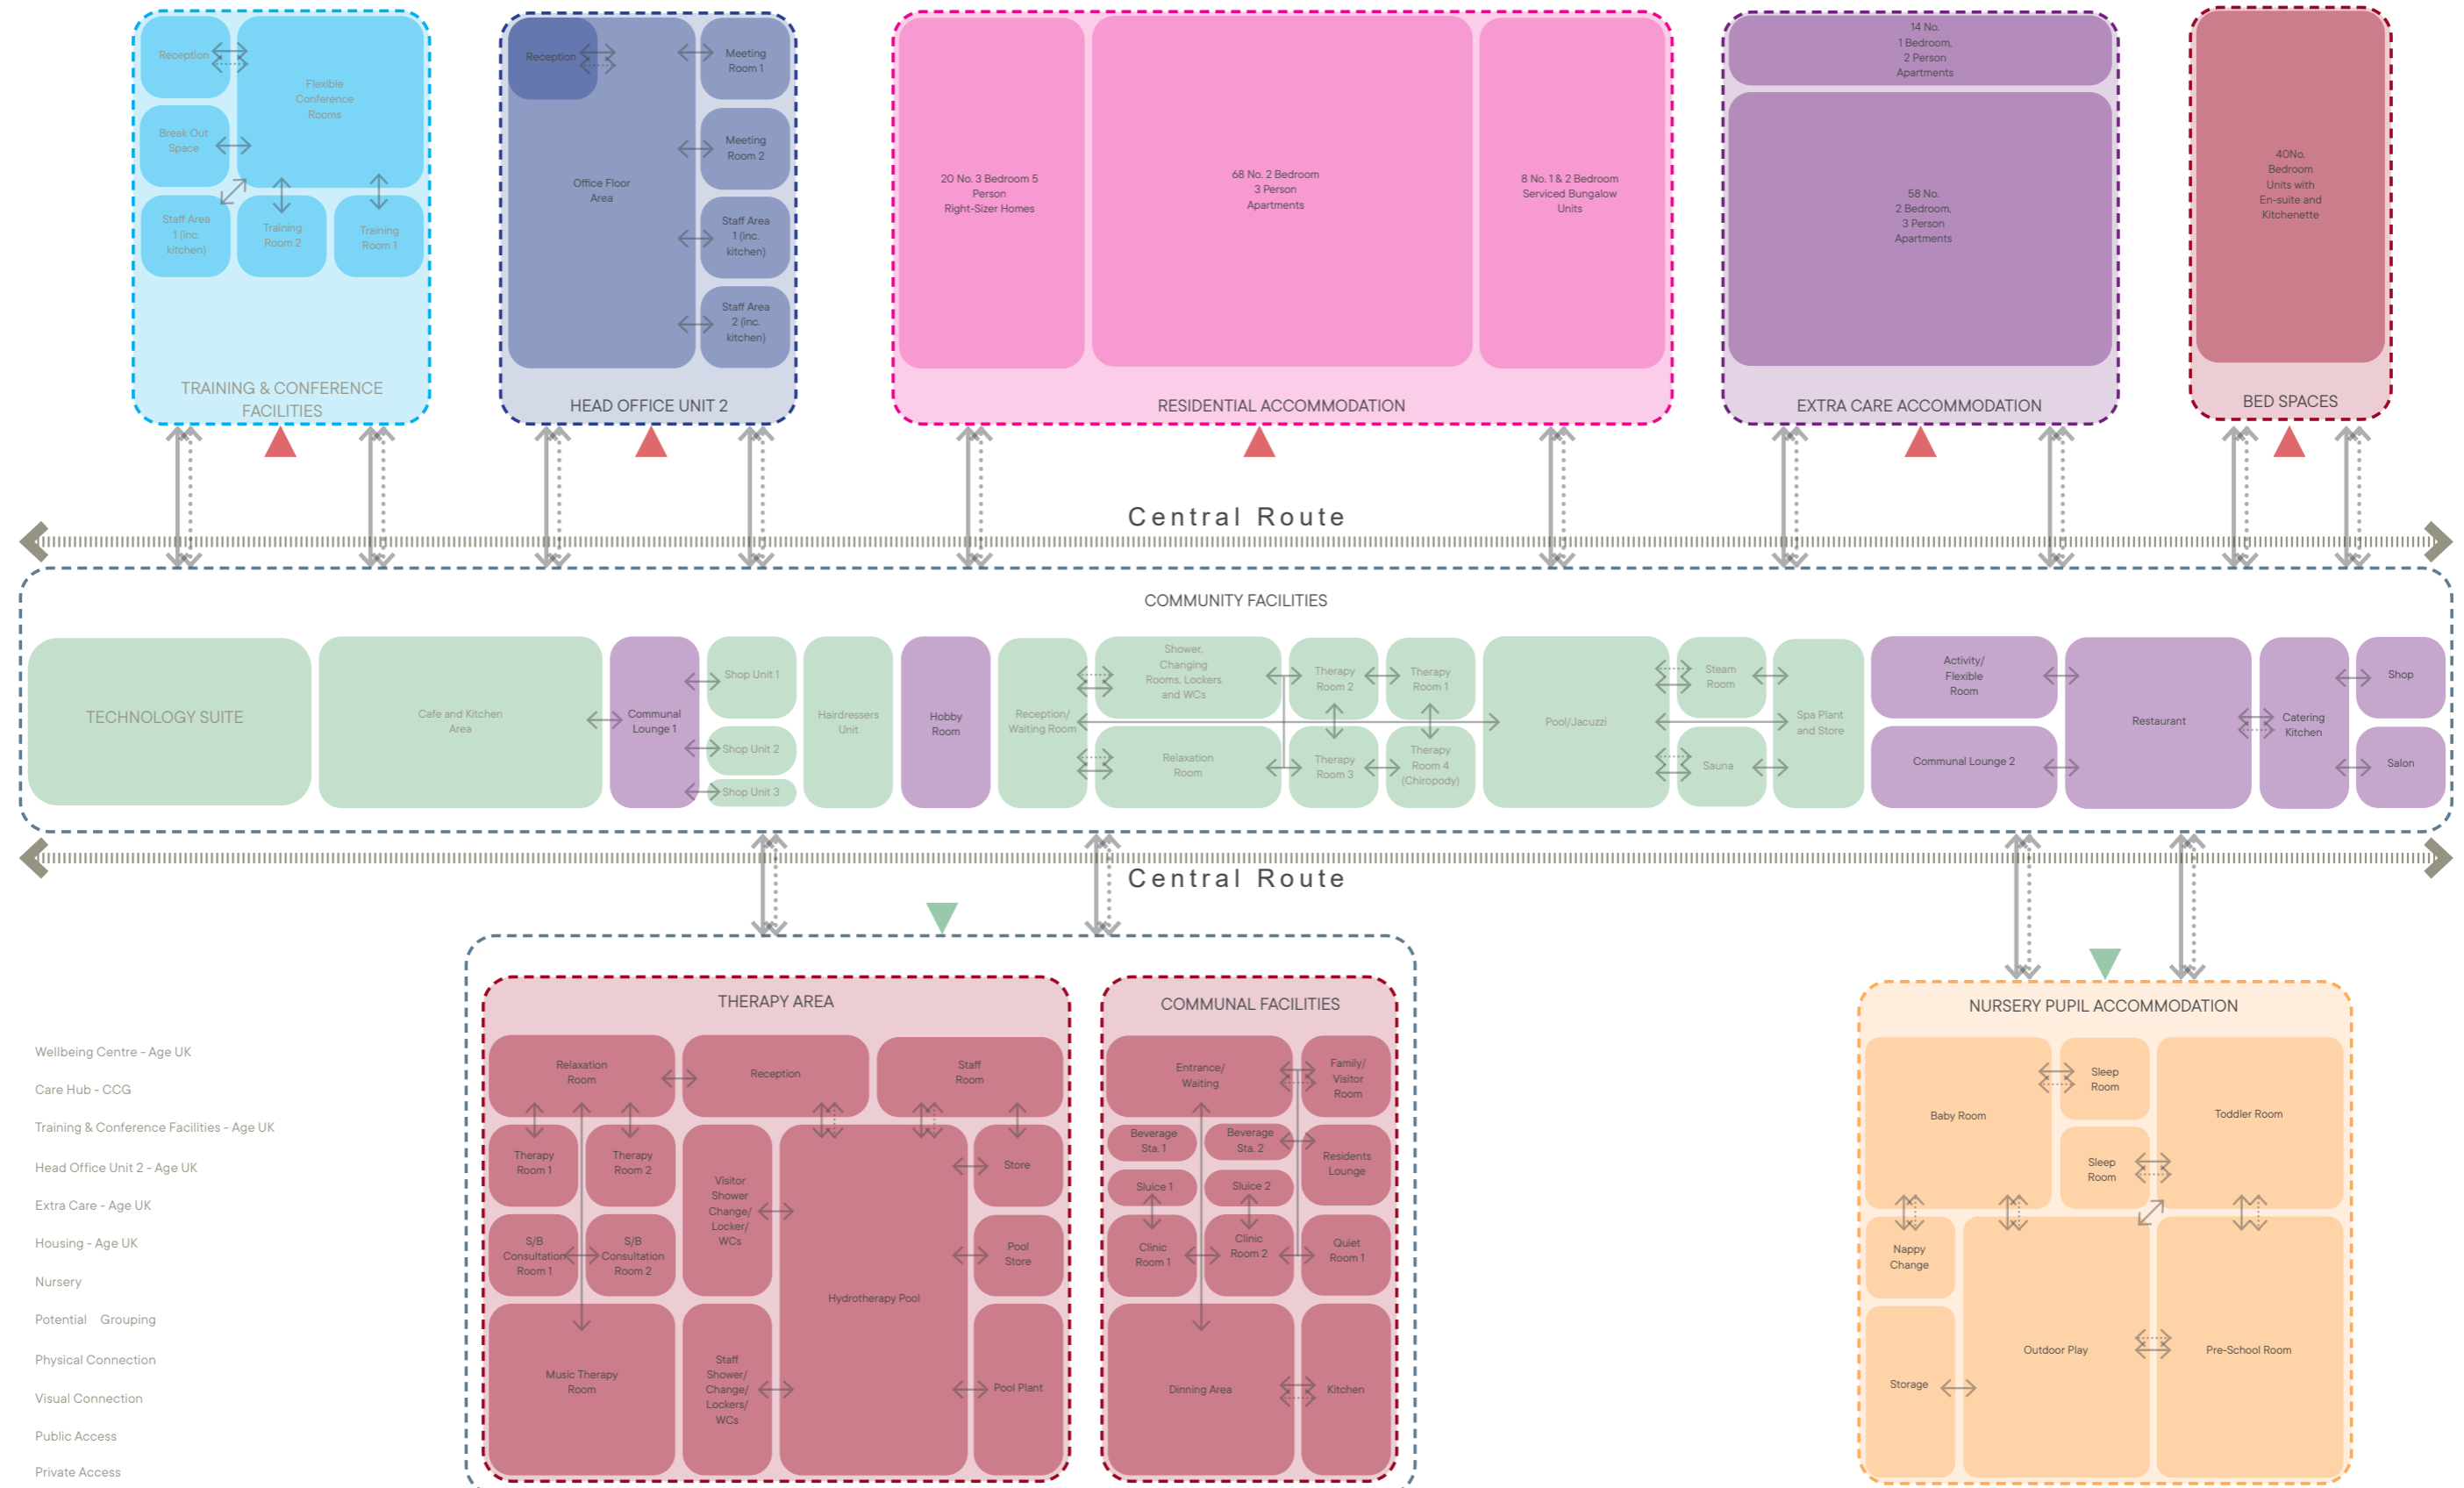 Reception
Flexible
Conference
Rooms
Break Out
Space
Staff Area
1 (inc.
kitchen)
Training
Room 2
Training
Room 1
TRAINING & CONFERENCE
FACILITIES
Reception
Office Floor
Area
Meeting
Room 1
Meeting
Room 2
Staff Area
1 (inc.
kitchen)
Staff Area
2 (inc.
kitchen)
HEAD OFFICE UNIT 2
20 No. 3 Bedroom 5
Person
Right-Sizer Homes
68 No. 2 Bedroom
3 Person
Apartments
8 No. 1 & 2 Bedroom
Serviced Bungalow
Units
RESIDENTIAL ACCOMMODATION
14 No.
1 Bedroom,
2 Person
Apartments
58 No.
2 Bedroom,
3 Person
Apartments
EXTRA CARE ACCOMMODATION
40No.
Bedroom
Units with
En-suite and
Kitchenette
BED SPACES
Central Route
COMMUNITY FACILITIES
TECHNOLOGY SUITE
Cafe and Kitchen
Area
Communal
Lounge 1
Shop Unit 1
Shop Unit 2
Shop Unit 3
Hairdressers
Unit
Hobby
Room
Reception/
Waiting Room
Shower,
Changing
Rooms, Lockers
and WCs
Relaxation
Room
Therapy
Room 2
Therapy
Room 1
Therapy
Room 3
Therapy
Room 4
(Chiropody)
Pool/Jacuzzi
Steam
Room
Sauna
Spa Plant
and Store
Activity/
Flexible
Room
Communal Lounge 2
Restaurant
Catering
Kitchen
Shop
Salon
Central Route
THERAPY AREA
Relaxation
Room
Reception
Staff
Room
Therapy
Room 1
Therapy
Room 2
Visitor
Shower
Change/
Locker/
WCs
Store
S/B
Consultation
Room 1
S/B
Consultation
Room 2
Hydrotherapy Pool
Pool
Store
Music Therapy
Room
Staff
Shower/
Change/
Lockers/
WCs
Pool Plant
COMMUNAL FACILITIES
Entrance/
Waiting
Family/
Visitor
Room
Beverage
Sta. 1
Beverage
Sta. 2
Residents
Lounge
Sluice 1
Sluice 2
Clinic
Room 1
Clinic
Room 2
Quiet
Room 1
Dinning Area
Kitchen
NURSERY PUPIL ACCOMMODATION
Baby Room
Sleep
Room
Toddler Room
Sleep
Room
Nappy
Change
Outdoor Play
Pre-School Room
Storage
Wellbeing Centre - Age UK
Care Hub - CCG
Training & Conference Facilities - Age UK
Head Office Unit 2 - Age UK
Extra Care - Age UK
Housing - Age UK
Nursery
Potential Grouping
Physical Connection
Visual Connection
Public Access
Private Access